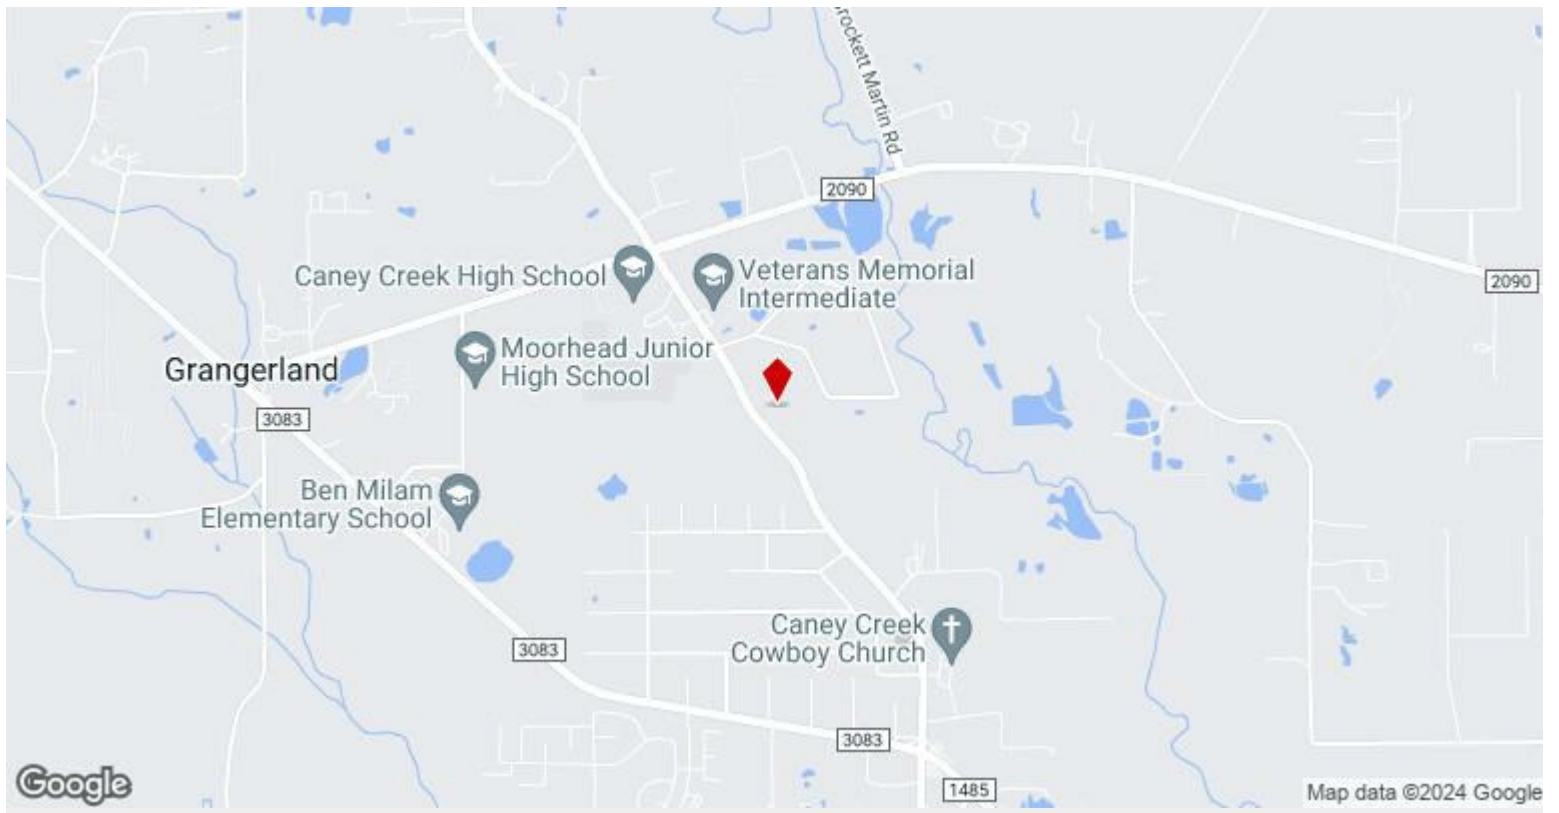 Crockett Martin Rd
2090
Caney Creek High School
Veterans Memorial
Intermediate
2090
Moorhead Junior
High School
Grangerland
3083
Ben Milam
Elementary School
Caney Creek
Cowboy Church
3083
3083
1485
Google
Map data ©2024 Google